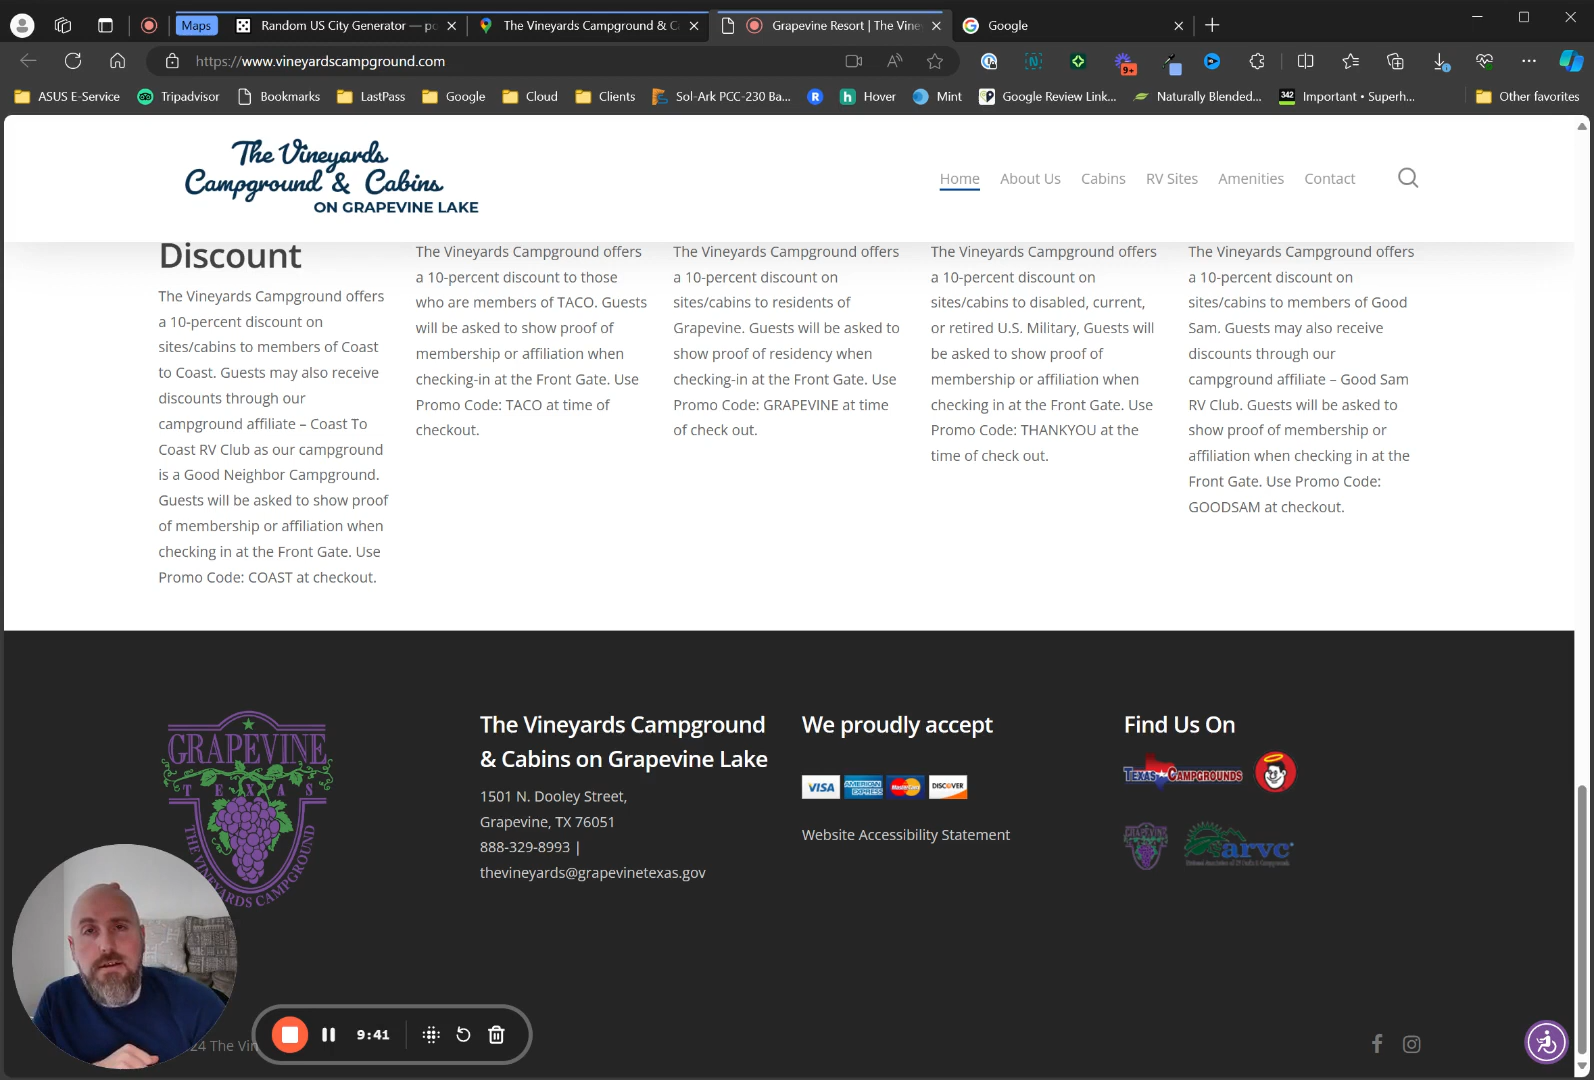 Maps
Random US City Generator — po
The Vineyards Campground & C
Grapevine Resort | The Vine
Google
https://www.vineyardscampground.com
9+
ASUS E-Service
Tripadvisor
Bookmarks
LastPass
Google
Cloud
Clients
Sol-Ark PCC-230 Ba...
R
h Hover
Mint
Google Review Link...
Naturally Blended...
342 Important • Superh...
Other favorites
The Vineyards
Campground & Cabins
ON GRAPEVINE LAKE
Home
About Us
Cabins
RV Sites
Amenities
Contact
Discount
The Vineyards Campground offers
a 10-percent discount on
sites/cabins to members of Coast
to Coast. Guests may also receive
discounts through our
campground affiliate – Coast To
Coast RV Club as our campground
is a Good Neighbor Campground.
Guests will be asked to show proof
of membership or affiliation when
checking in at the Front Gate. Use
Promo Code: COAST at checkout.
The Vineyards Campground offers
a 10-percent discount to those
who are members of TACO. Guests
will be asked to show proof of
membership or affiliation when
checking-in at the Front Gate. Use
Promo Code: TACO at time of
checkout.
The Vineyards Campground offers
a 10-percent discount on
sites/cabins to residents of
Grapevine. Guests will be asked to
show proof of residency when
checking-in at the Front Gate. Use
Promo Code: GRAPEVINE at time
of check out.
The Vineyards Campground offers
a 10-percent discount on
sites/cabins to disabled, current,
or retired U.S. Military, Guests will
be asked to show proof of
membership or affiliation when
checking in at the Front Gate. Use
Promo Code: THANKYOU at the
time of check out.
The Vineyards Campground offers
a 10-percent discount on
sites/cabins to members of Good
Sam. Guests may also receive
discounts through our
campground affiliate – Good Sam
RV Club. Guests will be asked to
show proof of membership or
affiliation when checking in at the
Front Gate. Use Promo Code:
GOODSAM at checkout.
GRAPEVINE
TEXAS
THE VINEYARDS CAMPGROUND
The Vineyards Campground
& Cabins on Grapevine Lake
1501 N. Dooley Street,
Grapevine, TX 76051
888-329-8993 |
thevineyards@grapevinetexas.gov
We proudly accept
VISA
AMERICAN EXPRESS
MasterCard
DISCOVER
Website Accessibility Statement
Find Us On
TEXAS CAMPGROUNDS
arvc
9:41
24 The Vin